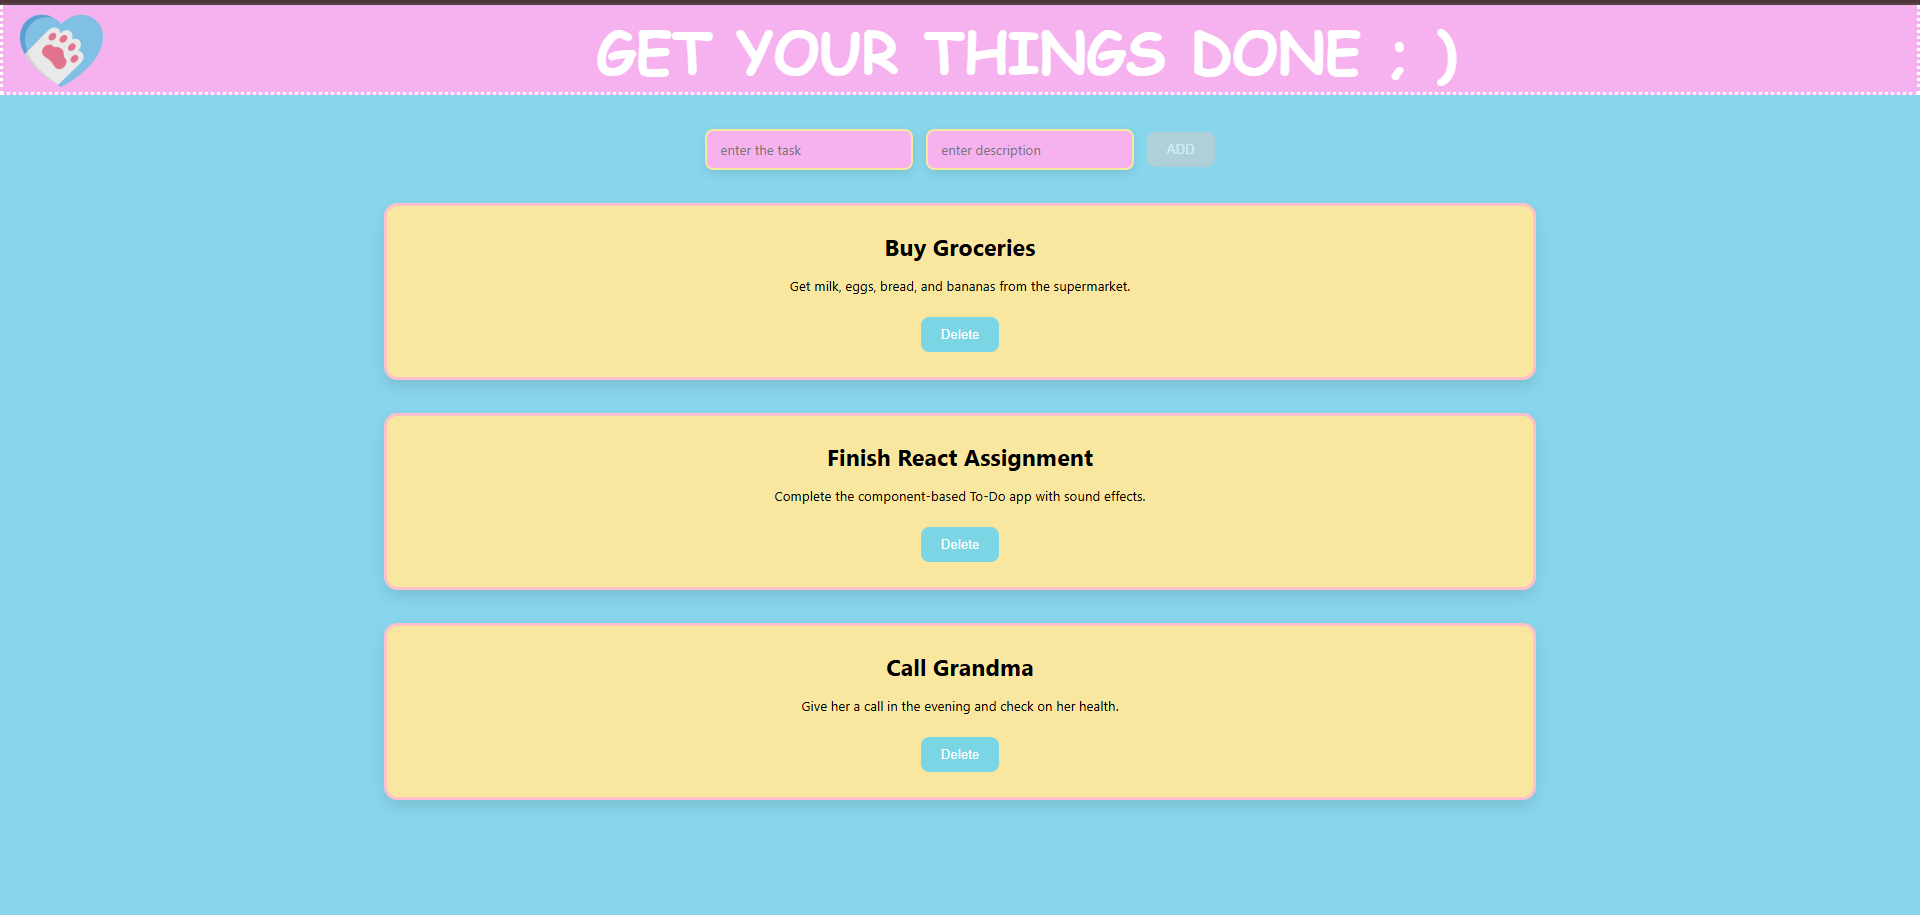 GET YOUR THINGS DONE ; )
enter the task enter description ADD
Buy Groceries
Get milk, eggs, bread, and bananas from the supermarket.
Delete
Finish React Assignment
Complete the component-based To-Do app with sound effects.
Delete
Call Grandma
Give her a call in the evening and check on her health.
Delete